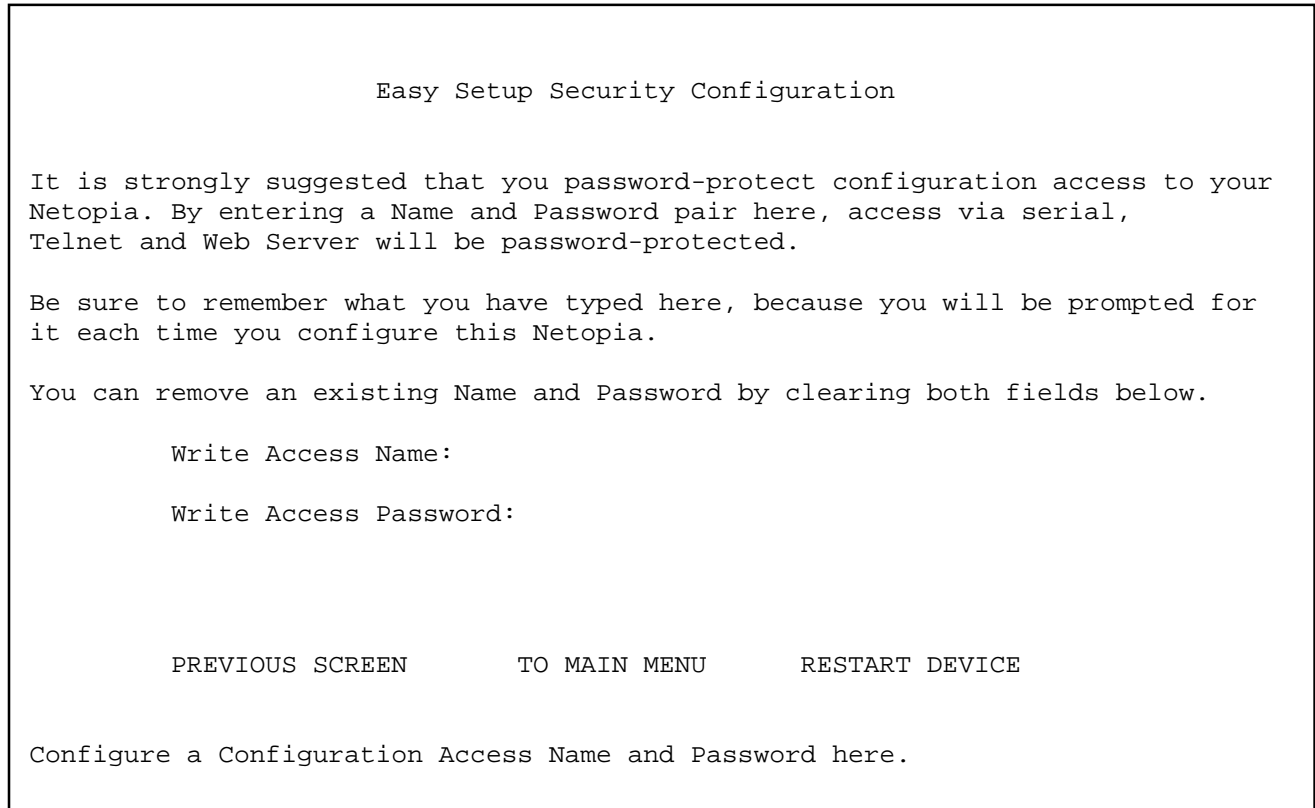 Easy Setup Security Configuration
It is strongly suggested that you password-protect configuration access to your
Netopia. By entering a Name and Password pair here, access via serial,
Telnet and Web Server will be password-protected.
Be sure to remember what you have typed here, because you will be prompted for
it each time you configure this Netopia.
You can remove an existing Name and Password by clearing both fields below.
Write Access Name:
Write Access Password:
PREVIOUS SCREEN TO MAIN MENU RESTART DEVICE
Configure a Configuration Access Name and Password here.